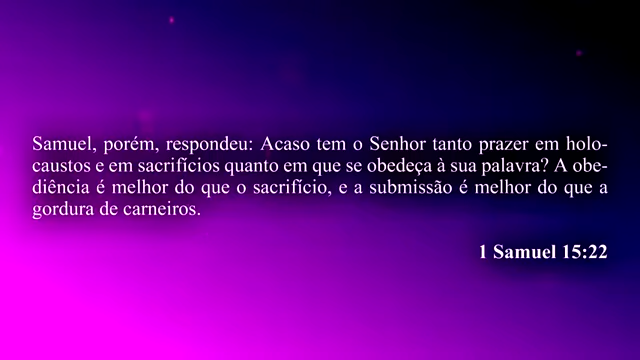 Samuel, porém, respondeu: Acaso tem o Senhor tanto prazer em holo-
caustos e em sacrifícios quanto em que se obedeça à sua palavra? A obe-
diência é melhor do que o sacrifício, e a submissão é melhor do que a
gordura de carneiros.
1 Samuel 15:22